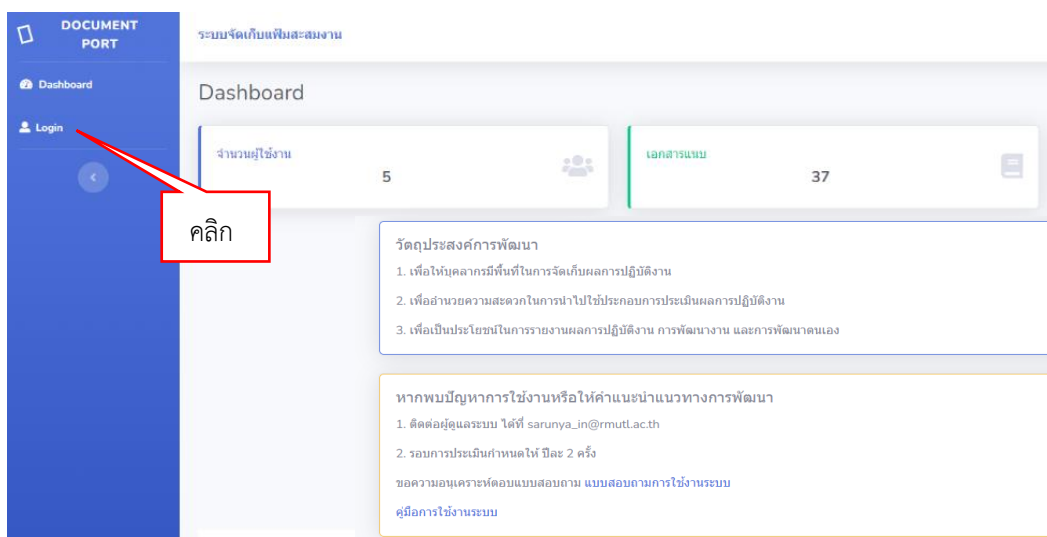 DOCUMENT
PORT
ระบบจัดเก็บแฟ้มสะสมงาน
Dashboard
Dashboard
Login
จำนวนผู้ใช้งาน
5
เอกสารแนบ
37
คลิก
วัตถุประสงค์การพัฒนา
1. เพื่อให้บุคลากรมีพื้นที่ในการจัดเก็บผลการปฏิบัติงาน
2. เพื่ออำนวยความสะดวกในการนำไปใช้ประกอบการประเมินผลการปฏิบัติงาน
3. เพื่อเป็นประโยชน์ในการรายงานผลการปฏิบัติงาน การพัฒนางาน และการพัฒนาตนเอง
หากพบปัญหาการใช้งานหรือให้คำแนะนำแนวทางการพัฒนา
1. ติดต่อผู้ดูแลระบบ ได้ที่ sarunya_in@rmutl.ac.th
2. รอบการประเมินกำหนดให้ ปีละ 2 ครั้ง
ขอความอนุเคราะห์ตอบแบบสอบถาม แบบสอบถามการใช้งานระบบ
คู่มือการใช้งานระบบ